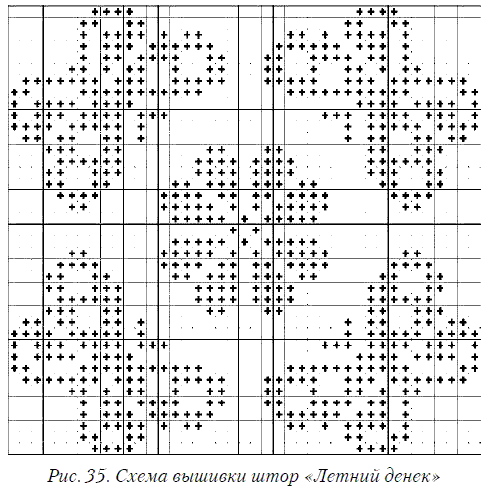 Рис. 35. Схема вышивки штор «Летний денек»